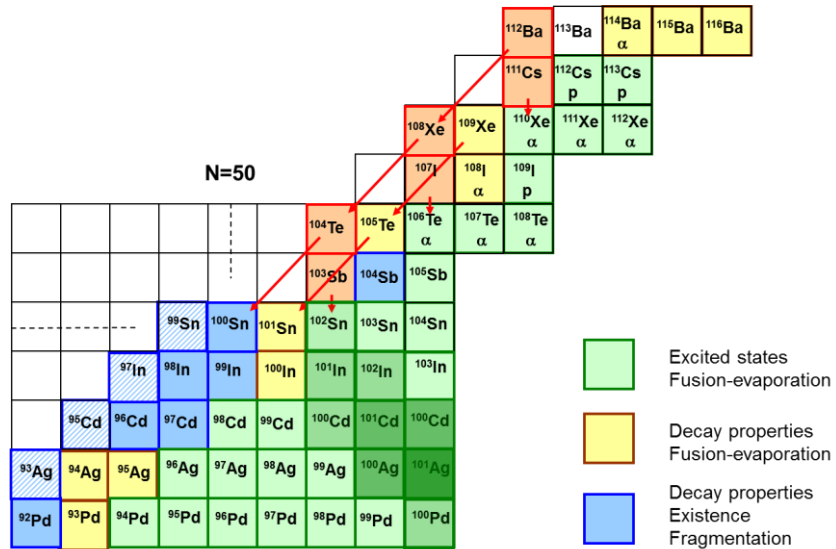 ¹¹²Ba ¹¹³Ba ¹¹⁴Ba ¹¹⁵Ba ¹¹⁶Ba
α
¹¹¹Cs ¹¹²Cs ¹¹³Cs
p p
¹⁰⁸Xe ¹⁰⁹Xe ¹¹⁰Xe ¹¹¹Xe ¹¹²Xe
α α α
N=50
¹⁰⁷I ¹⁰⁸I ¹⁰⁹I
α p
¹⁰⁴Te ¹⁰⁵Te ¹⁰⁶Te ¹⁰⁷Te ¹⁰⁸Te
α α α
¹⁰³Sb ¹⁰⁴Sb ¹⁰⁵Sb
⁹⁹Sn ¹⁰⁰Sn ¹⁰¹Sn ¹⁰²Sn ¹⁰³Sn ¹⁰⁴Sn
⁹⁷In ⁹⁸In ⁹⁹In ¹⁰⁰In ¹⁰¹In ¹⁰²In ¹⁰³In
⁹⁵Cd ⁹⁶Cd ⁹⁷Cd ⁹⁸Cd ⁹⁹Cd ¹⁰⁰Cd ¹⁰¹Cd ¹⁰⁰Cd
⁹³Ag ⁹⁴Ag ⁹⁵Ag ⁹⁶Ag ⁹⁷Ag ⁹⁸Ag ⁹⁹Ag ¹⁰⁰Ag ¹⁰¹Ag
⁹²Pd ⁹³Pd ⁹⁴Pd ⁹⁵Pd ⁹⁶Pd ⁹⁷Pd ⁹⁸Pd ⁹⁹Pd ¹⁰⁰Pd
Excited states
Fusion-evaporation
Decay properties
Fusion-evaporation
Decay properties
Existence
Fragmentation